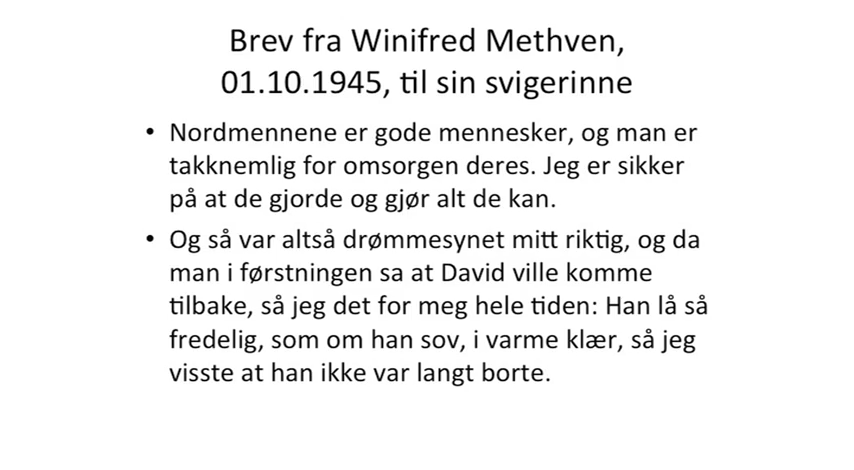 Brev fra Winifred Methven,
01.10.1945, til sin svigerinne
• Nordmennene er gode mennesker, og man er
takknemlig for omsorgen deres. Jeg er sikker
på at de gjorde og gjør alt de kan.
• Og så var altså drømmesynet mitt riktig, og da
man i førstningen sa at David ville komme
tilbake, så jeg det for meg hele tiden: Han lå så
fredelig, som om han sov, i varme klær, så jeg
visste at han ikke var langt borte.